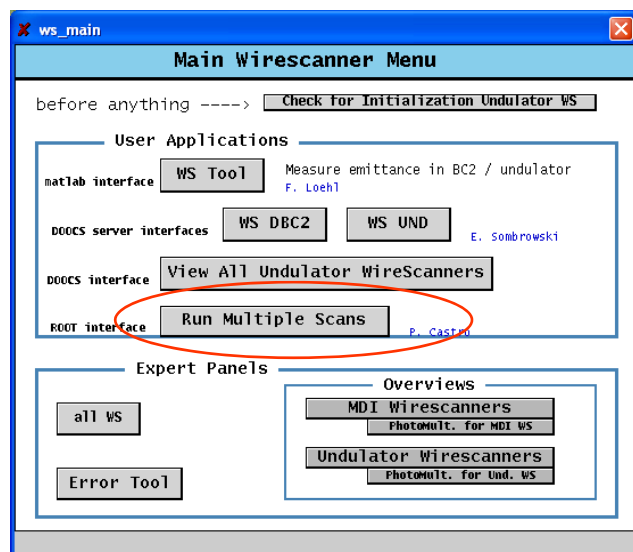 ws_main
Main Wirescanner Menu
before anything ----> Check for Initialization Undulator WS
User Applications
matlab interface WS Tool Measure emittance in BC2 / undulator
F. Loehl
DOOCS server interfaces WS DBC2 WS UND
E. Sombrowski
DOOCS interface View All Undulator WireScanners
ROOT interface Run Multiple Scans P. Castro
Expert Panels
Overviews
all WS MDI Wirescanners
PhotoMult. for MDI WS
Undulator Wirescanners
Error Tool PhotoMult. for Und. WS